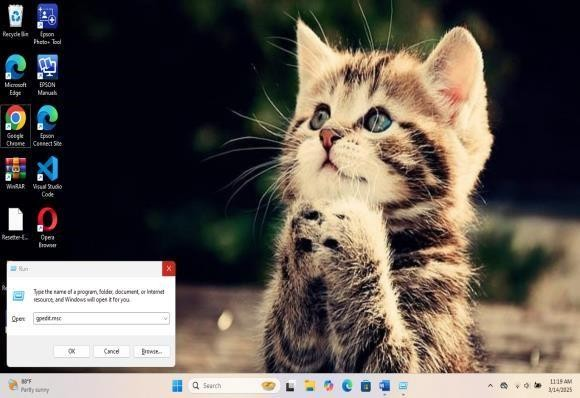 Recycle Bin
Epson
Photo+ Tool
Microsoft
Edge
EPSON
Manuals
Google
Chrome
Epson
Connect Site
WinRAR
Visual Studio
Code
Resetter-E...
Opera
Browser
Run
Type the name of a program, folder, document, or Internet
resource, and Windows will open it for you.
Open:
gpedit.msc
OK
Cancel
Browse...
88°F
Partly sunny
Search
11:19 AM
3/14/2025